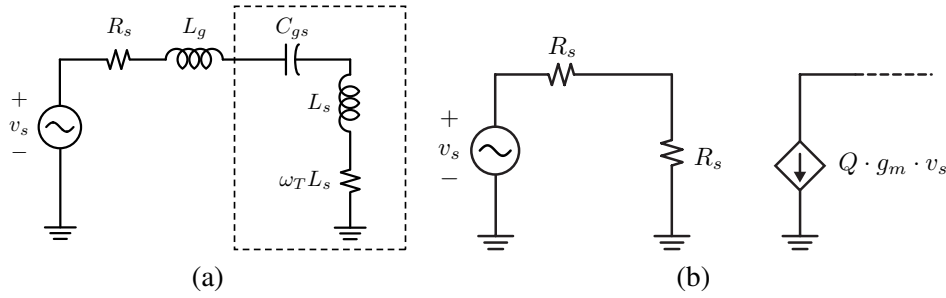 R_s L_g C_gs
+
v_s
−
L_s
ω_T L_s
(a)
R_s
+
v_s
−
R_s
Q · g_m · v_s
(b)